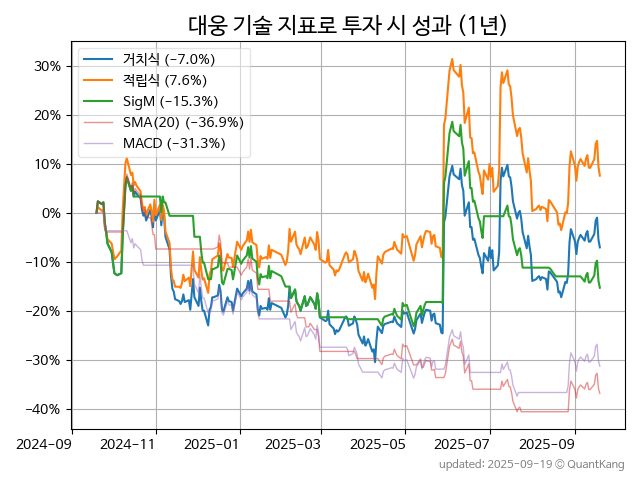 대웅 기술 지표로 투자 시 성과 (1년)
거치식 (−7.0%)
적립식 (7.6%)
SigM (−15.3%)
SMA(20) (−36.9%)
MACD (−31.3%)
30%
20%
10%
0%
−10%
−20%
−30%
−40%
2024-09 2024-11 2025-01 2025-03 2025-05 2025-07 2025-09
updated: 2025-09-19 © QuantKang